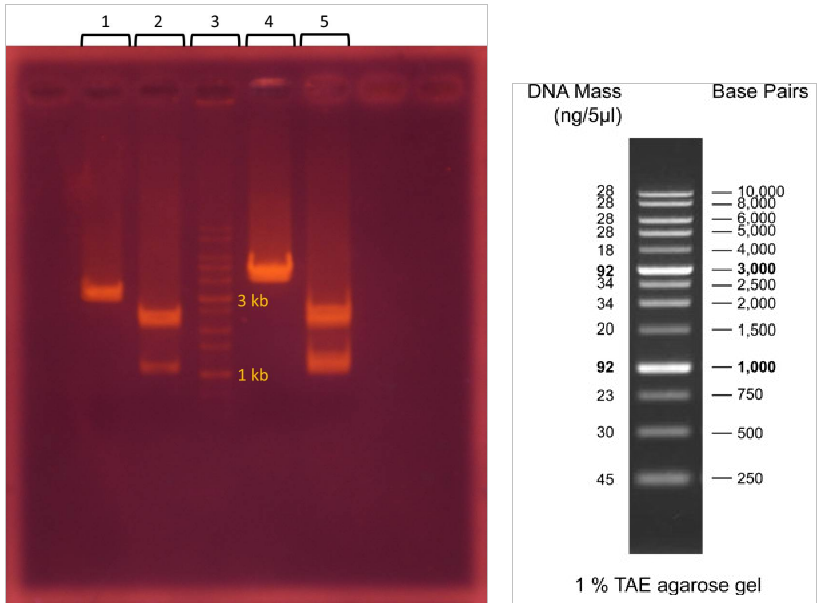 1 2 3 4 5
3 kb
1 kb
DNA Mass Base Pairs
(ng/5µl)
28 10,000
28 8,000
28 6,000
28 5,000
18 4,000
92 3,000
34 2,500
34 2,000
20 1,500
92 1,000
23 750
30 500
45 250
1 % TAE agarose gel